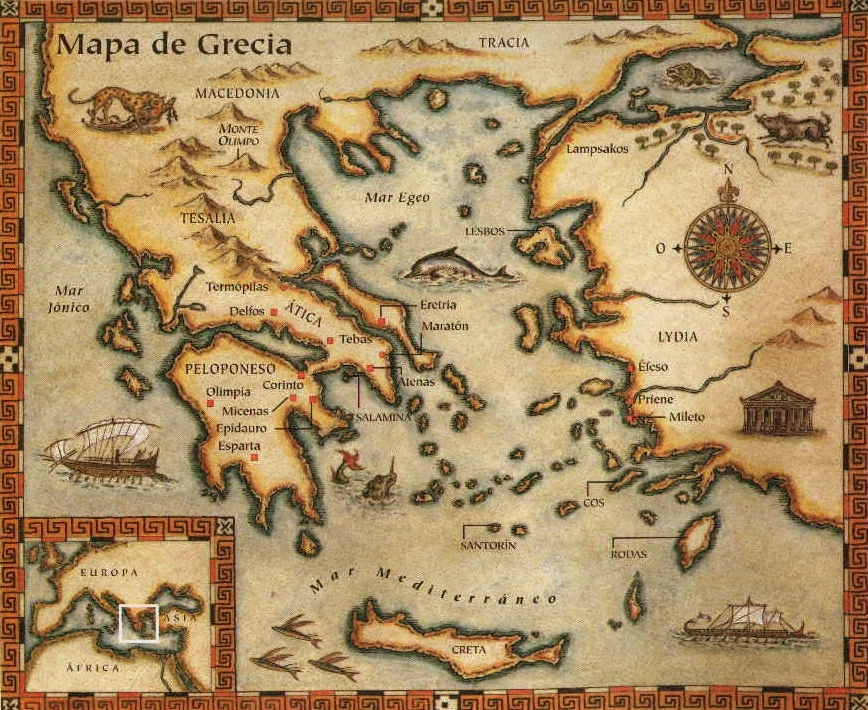 Mapa de Grecia
TRACIA
MACEDONIA
MONTE
OLIMPO
Lampsakos
N
Mar Egeo
TESALIA
LESBOS
O
E
S
Mar
Jónico
Termópilas
Delfos
ÁTICA
Eretria
Maratón
Tebas
LYDIA
PELOPONESO
Corinto
Atenas
Éfeso
Olimpia
Micenas
SALAMINA
Priene
Mileto
Epidauro
Esparta
COS
SANTORÍN
RODAS
Mar Mediterráneo
CRETA
EUROPA
ASIA
ÁFRICA